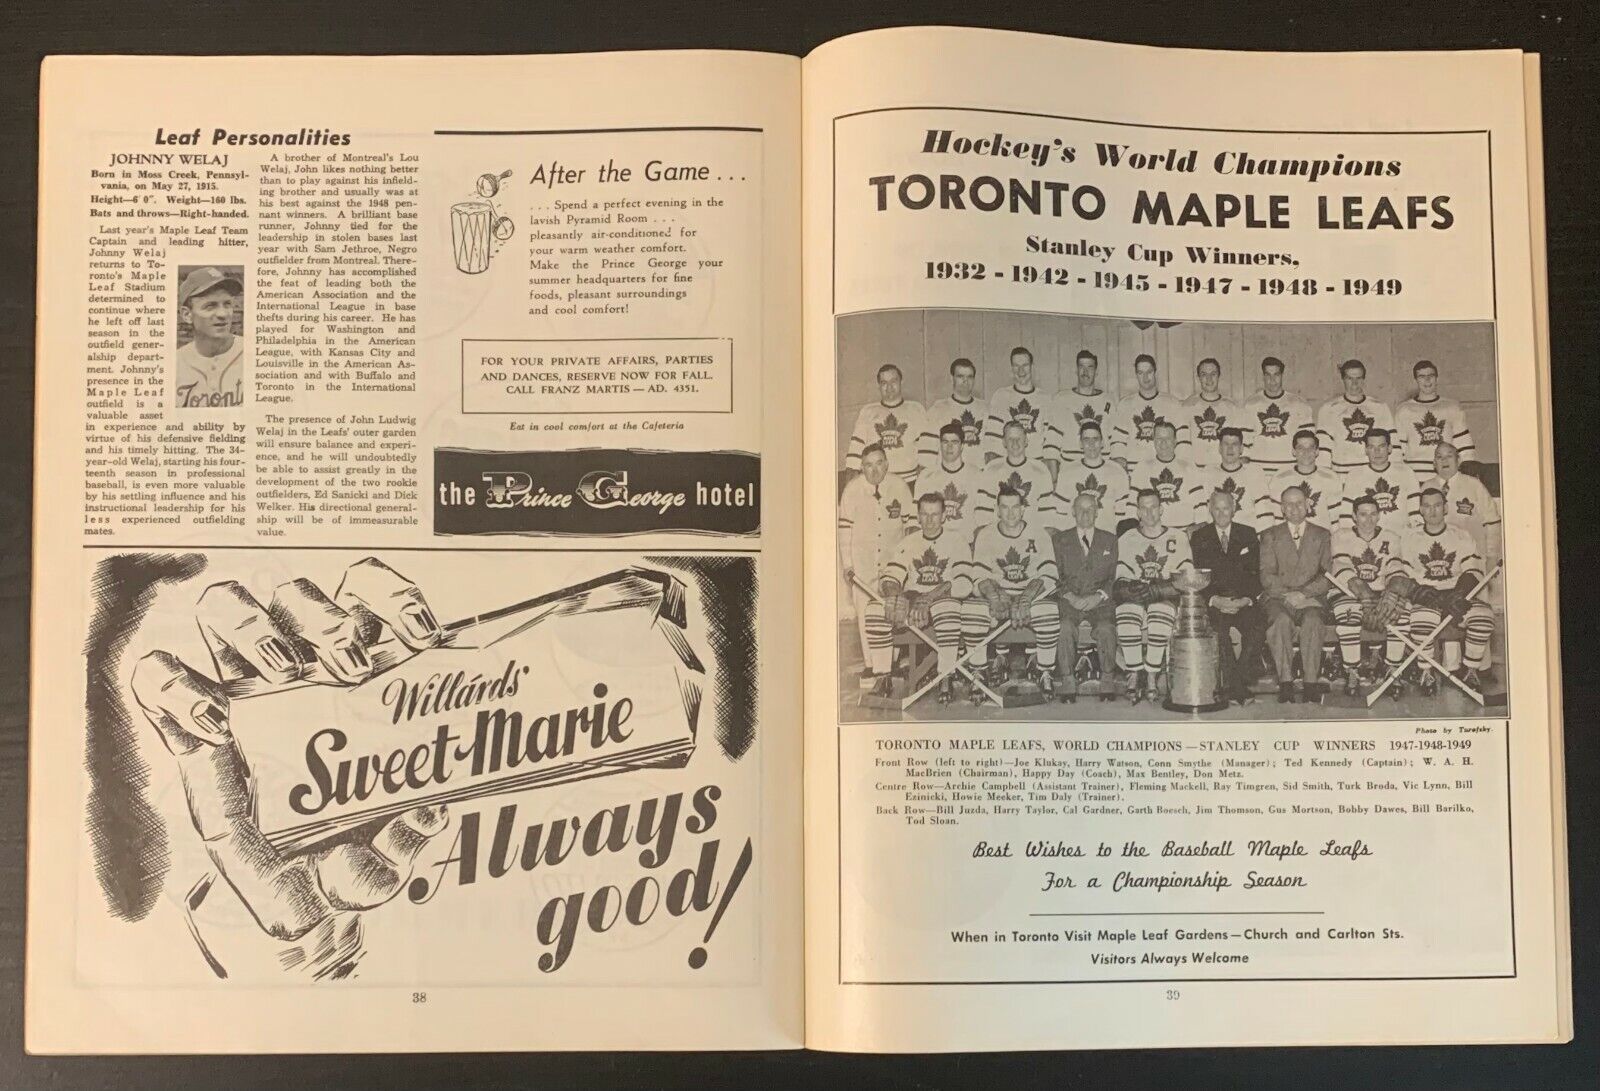 Leaf Personalities
JOHNNY WELAJ
Born in Moss Creek, Pennsyl-
vania, on May 27, 1915.
Height—6' 0". Weight—160 lbs.
Bats and throws—Right-handed.
Last year's Maple Leaf Team
Captain and leading hitter,
Johnny Welaj
returns to To-
ronto's Maple
Leaf Stadium
determined to
continue where
he left off last
season in the
outfield gener-
alship depart-
ment. Johnny's
presence in the
Maple Leaf
outfield is a
valuable asset
in experience and ability by
virtue of his defensive fielding
and his timely hitting. The 34-
year-old Welaj, starting his four-
teenth season in professional
baseball, is even more valuable
by his settling influence and his
instructional leadership for his
less experienced outfielding
mates.
Toront
A brother of Montreal's Lou
Welaj, John likes nothing better
than to play against his infield-
ing brother and usually was at
his best against the 1948 pen-
nant winners. A brilliant base
runner, Johnny tied for the
leadership in stolen bases last
year with Sam Jethroe, Negro
outfielder from Montreal. There-
fore, Johnny has accomplished
the feat of leading both the
American Association and the
International League in base
thefts during his career. He has
played for Washington and
Philadelphia in the American
League, with Kansas City and
Louisville in the American As-
sociation and with Buffalo and
Toronto in the International
League.
The presence of John Ludwig
Welaj in the Leafs' outer garden
will ensure balance and experi-
ence, and he will undoubtedly
be able to assist greatly in the
development of the two rookie
outfielders, Ed Sanicki and Dick
Welker. His directional general-
ship will be of immeasurable
value.
After the Game . . .
. . . Spend a perfect evening in the
lavish Pyramid Room . . .
pleasantly air-conditioned for
your warm weather comfort.
Make the Prince George your
summer headquarters for fine
foods, pleasant surroundings
and cool comfort!
FOR YOUR PRIVATE AFFAIRS, PARTIES
AND DANCES, RESERVE NOW FOR FALL.
CALL FRANZ MARTIS — AD. 4351.
Eat in cool comfort at the Cafeteria
the Prince George hotel
Willards'
Sweet Marie
Always
good!
38
Hockey's World Champions
TORONTO MAPLE LEAFS
Stanley Cup Winners,
1932 - 1942 - 1945 - 1947 - 1948 - 1949
Photo by Turofsky.
TORONTO MAPLE LEAFS, WORLD CHAMPIONS — STANLEY CUP WINNERS 1947-1948-1949
Front Row (left to right)—Joe Klukay, Harry Watson, Conn Smythe (Manager); Ted Kennedy (Captain); W. A. H.
MacBrien (Chairman), Happy Day (Coach), Max Bentley, Don Metz.
Centre Row—Archie Campbell (Assistant Trainer), Fleming Mackell, Ray Timgren, Sid Smith, Turk Broda, Vic Lynn, Bill
Ezinicki, Howie Meeker, Tim Daly (Trainer).
Back Row—Bill Juzda, Harry Taylor, Cal Gardner, Garth Boesch, Jim Thomson, Gus Mortson, Bobby Dawes, Bill Barilko,
Tod Sloan.
Best Wishes to the Baseball Maple Leafs
For a Championship Season
When in Toronto Visit Maple Leaf Gardens—Church and Carlton Sts.
Visitors Always Welcome
39